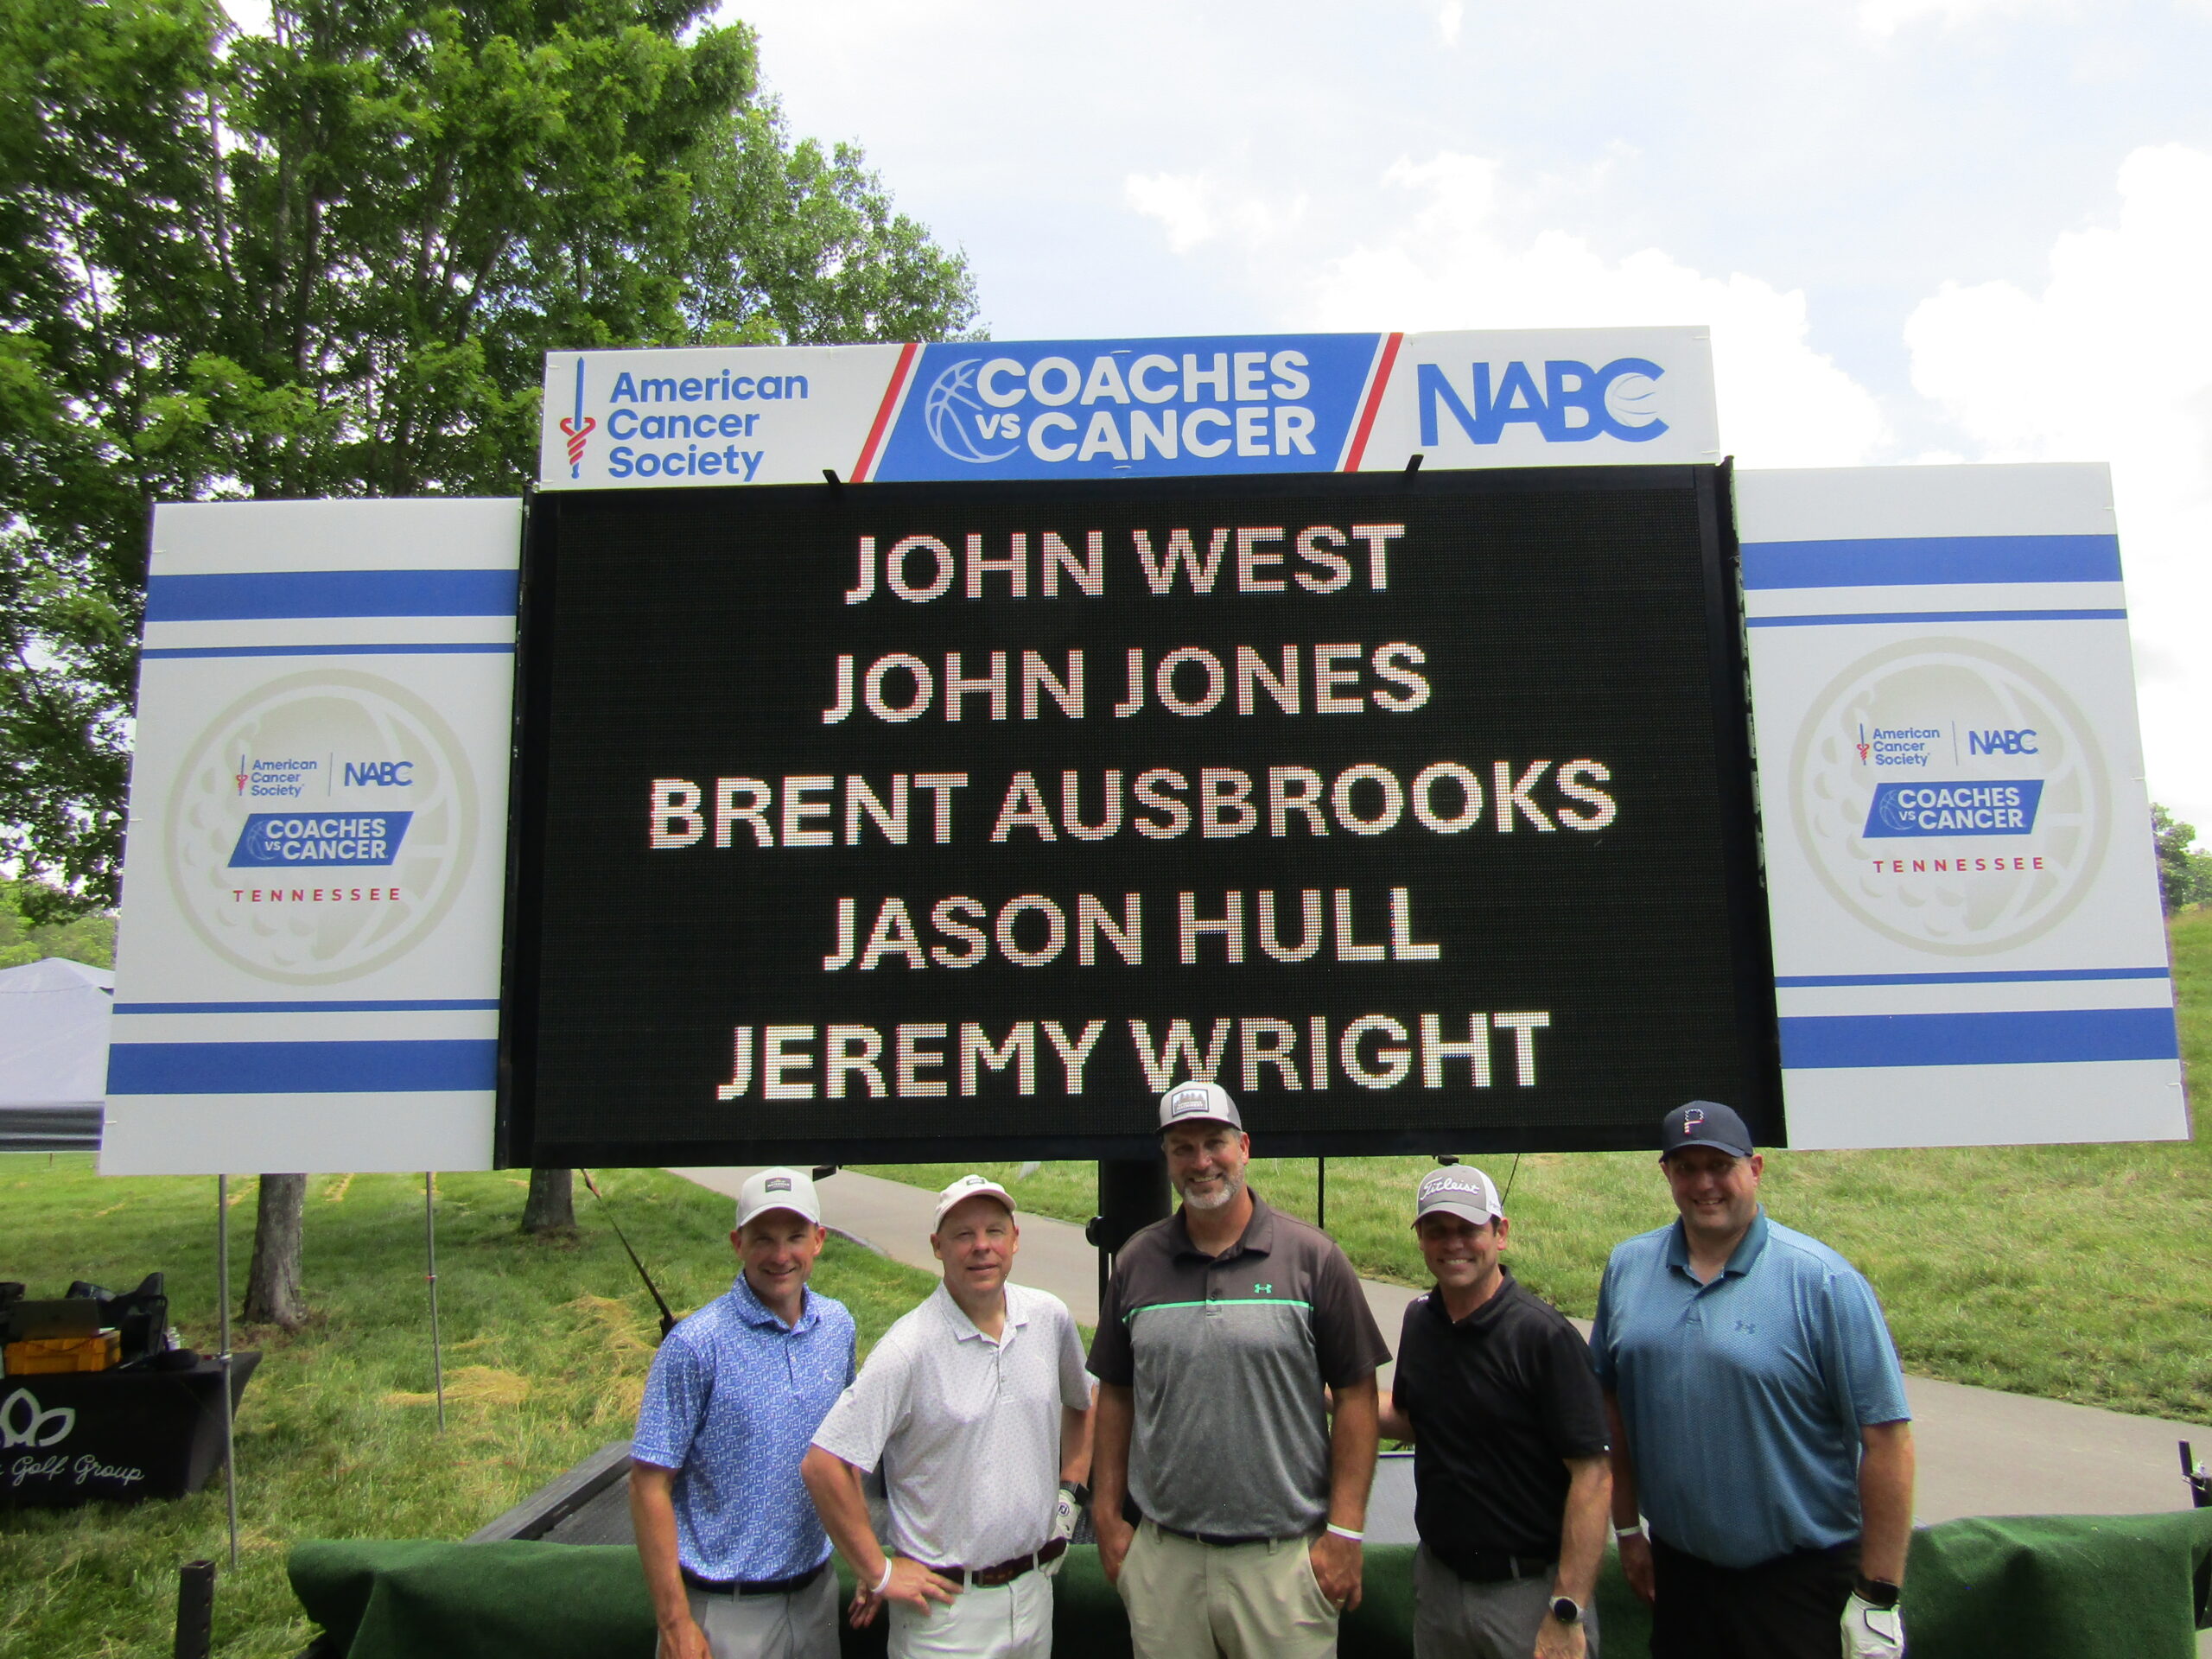 American
Cancer
Society
COACHES
VS CANCER
NABC
JOHN WEST
JOHN JONES
BRENT AUSBROOKS
JASON HULL
JEREMY WRIGHT
American
Cancer
Society
NABC
COACHES
VS CANCER
TENNESSEE
American
Cancer
Society
NABC
COACHES
VS CANCER
TENNESSEE
Titleist
P
Golf Group